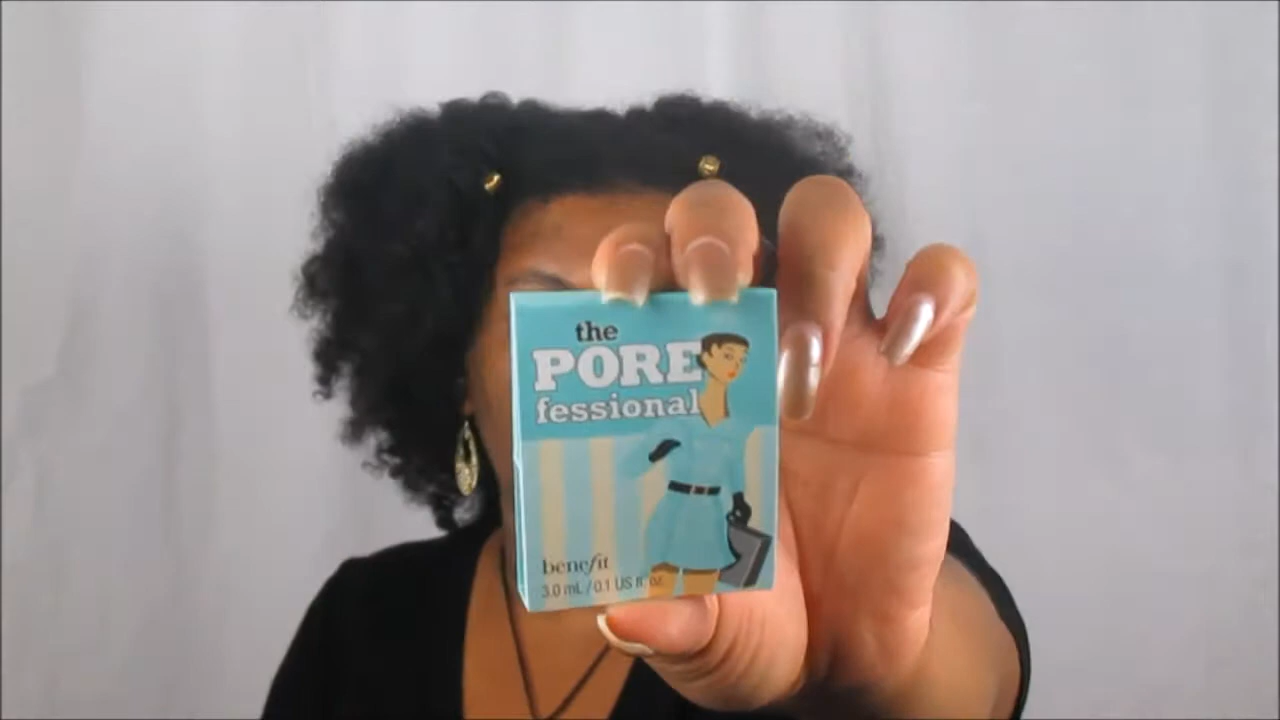 the
PORE
fessional
benefit
3.0 mL / 0.1 US fl. oz.